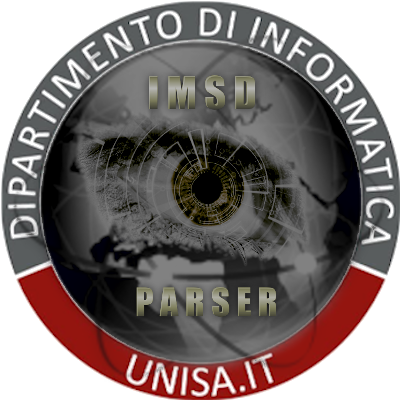 DIPARTIMENTO DI INFORMATICA
IMSD
PARSER
UNISA.IT